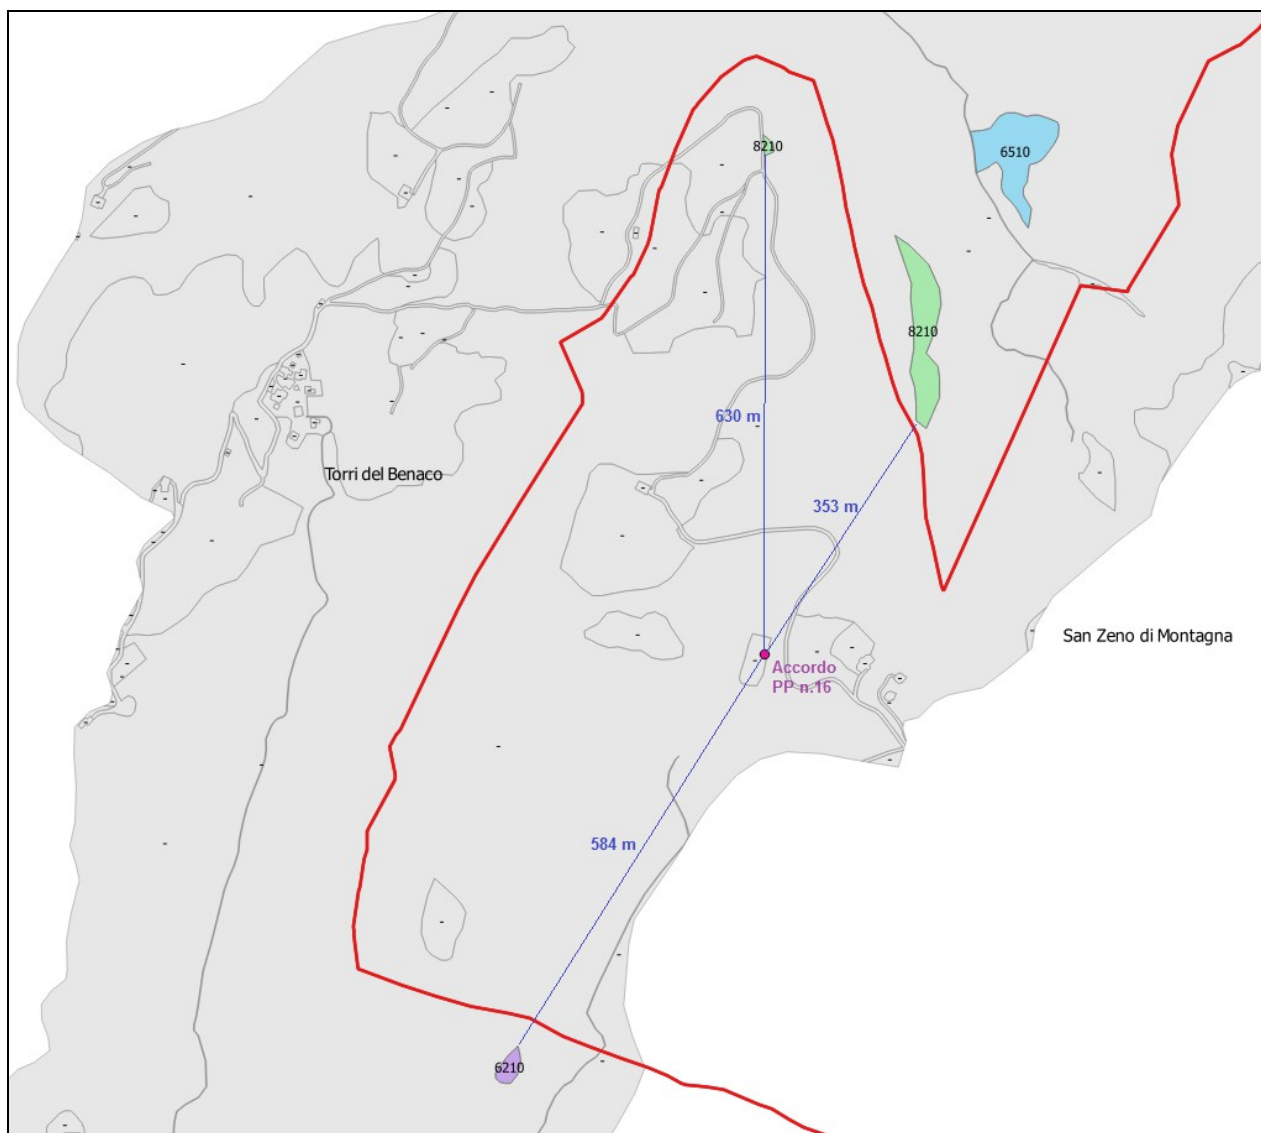 8210
6510
8210
630 m
Torri del Benaco
353 m
San Zeno di Montagna
Accordo
PP n.16
584 m
6210